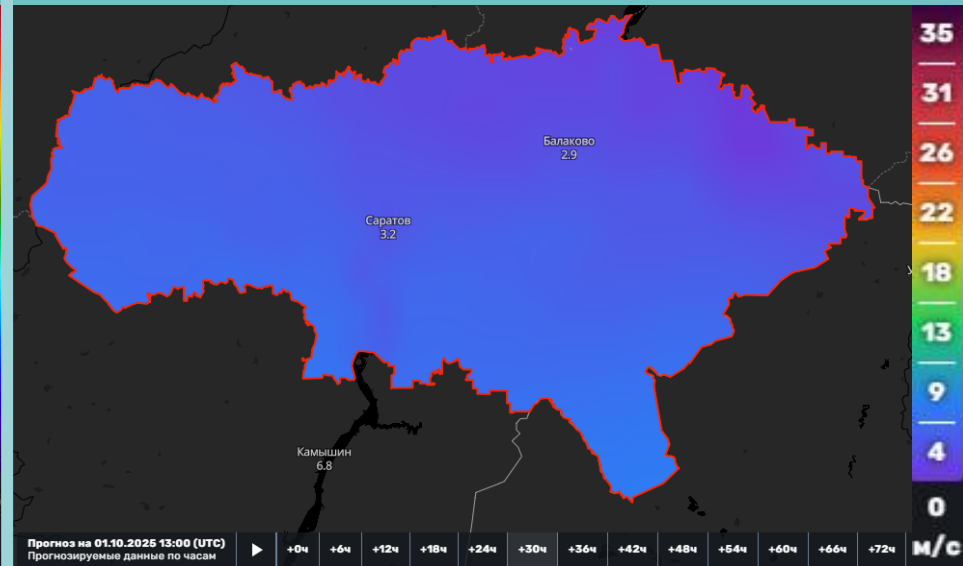 35
31
26
Балаково
2.9
22
Саратов
3.2
18
13
9
Камышин
6.8
4
0
Прогноз на 01.10.2025 13:00 (UTC)
Прогнозируемые данные по часам
+0ч +6ч +12ч +18ч +24ч +30ч +36ч +42ч +48ч +54ч +60ч +66ч +72ч
м/с